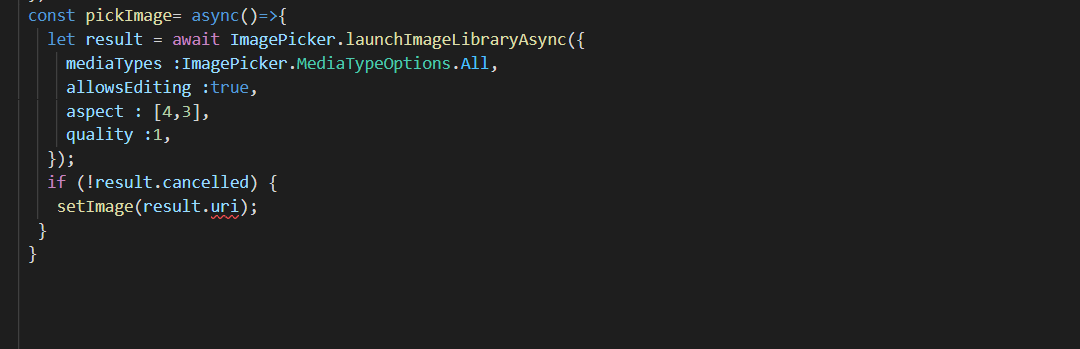 const pickImage= async()=>{
let result = await ImagePicker.launchImageLibraryAsync({
mediaTypes :ImagePicker.MediaTypeOptions.All,
allowsEditing :true,
aspect : [4,3],
quality :1,
});
if (!result.cancelled) {
setImage(result.uri);
}
}